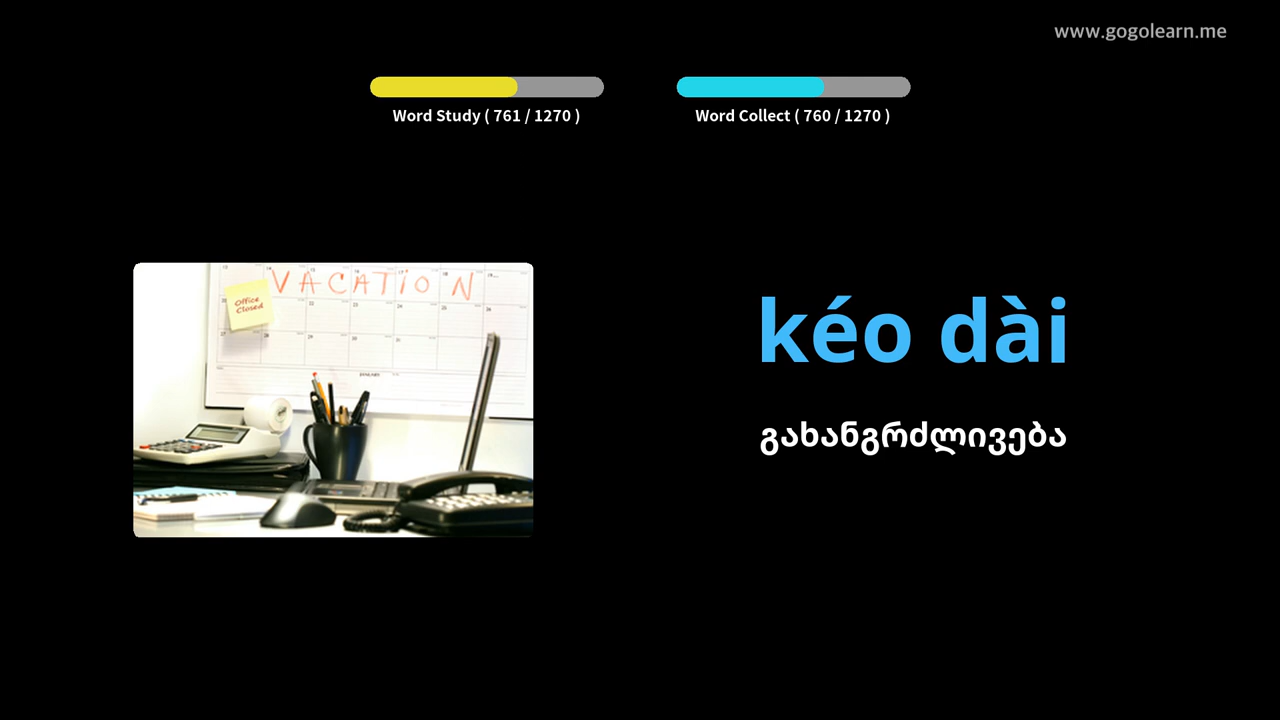 www.gogolearn.me
Word Study ( 761 / 1270 )
Word Collect ( 760 / 1270 )
VACATION
Office
Closed
kéo dài
გახანგრძლივება